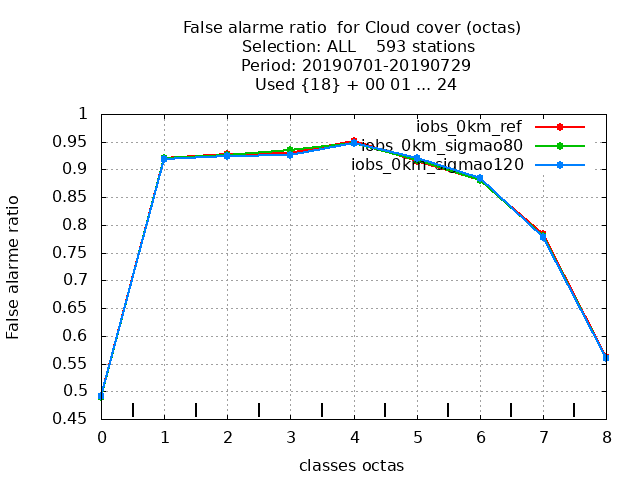 False alarme ratio  for Cloud cover (octas)
Selection: ALL    593 stations
Period: 20190701-20190729
Used {18} + 00 01 ... 24
iobs_0km_ref
iobs_0km_sigmao80
iobs_0km_sigmao120
1
0.95
0.9
0.85
0.8
0.75
0.7
0.65
0.6
0.55
0.5
0.45
False alarme ratio
0 1 2 3 4 5 6 7 8
classes octas